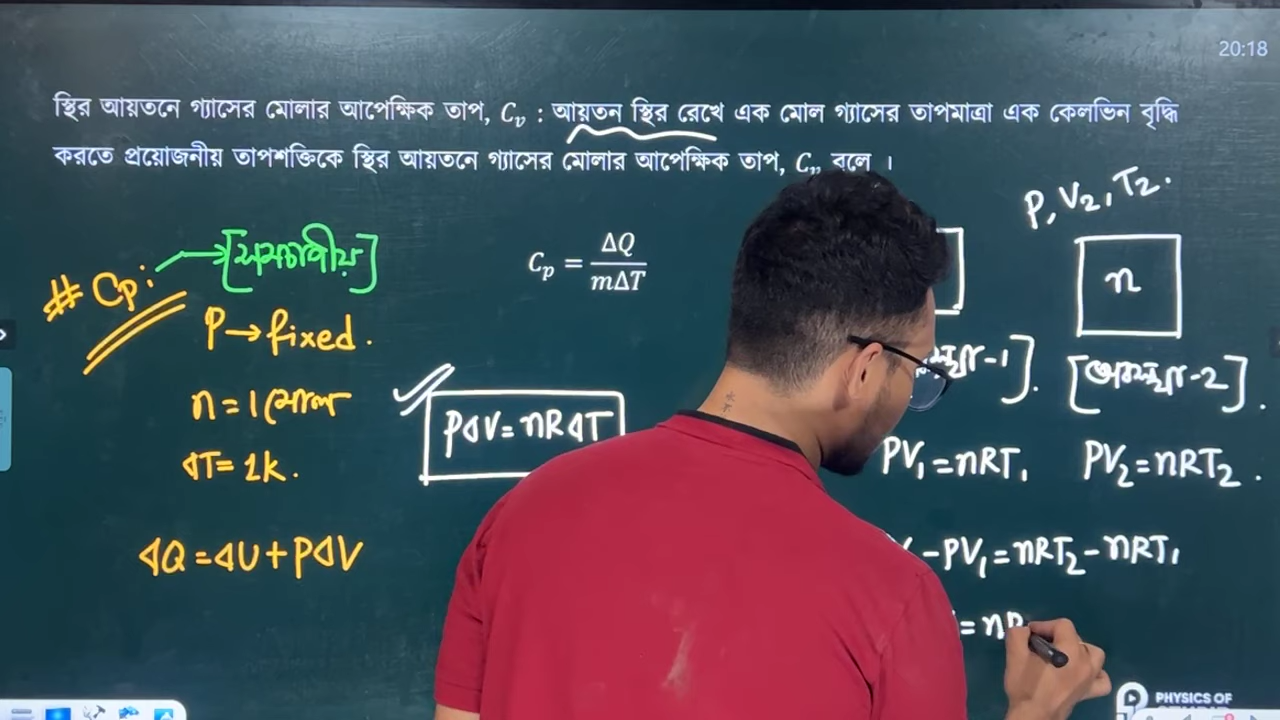 20:18
স্থির আয়তনে গ্যাসের মোলার আপেক্ষিক তাপ, Cᵥ : আয়তন স্থির রেখে এক মোল গ্যাসের তাপমাত্রা এক কেলভিন বৃদ্ধি
করতে প্রয়োজনীয় তাপশক্তিকে স্থির আয়তনে গ্যাসের মোলার আপেক্ষিক তাপ, Cᵥ বলে ।
P, V₂, T₂.
# Cp: → [সমচাপীয়]
Cₚ = ΔQ / mΔT
n
P → fixed.
-1].
[অবস্থা-2].
n = 1 মোল
PΔV = nRΔT
ΔT = 1K.
PV₁ = nRT₁
PV₂ = nRT₂.
ΔQ = ΔU + PΔV
- PV₁ = nRT₂ - nRT₁
= nR
PHYSICS OF